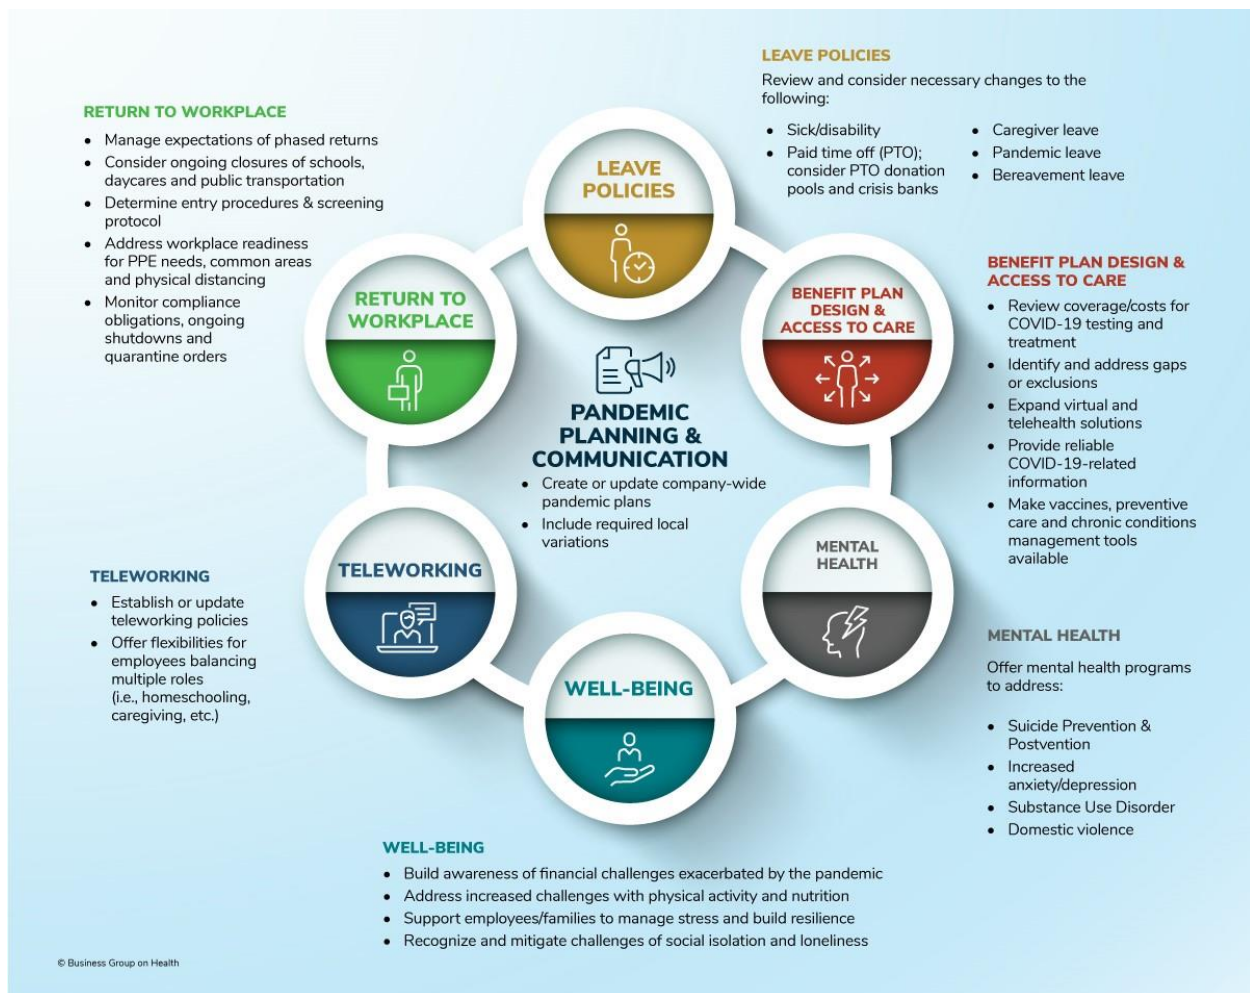 LEAVE POLICIES
Review and consider necessary changes to the
following:
• Sick/disability
• Paid time off (PTO);
consider PTO donation
pools and crisis banks
• Caregiver leave
• Pandemic leave
• Bereavement leave
RETURN TO WORKPLACE
• Manage expectations of phased returns
• Consider ongoing closures of schools,
daycares and public transportation
• Determine entry procedures & screening
protocol
• Address workplace readiness
for PPE needs, common areas
and physical distancing
• Monitor compliance
obligations, ongoing
shutdowns and
quarantine orders
LEAVE
POLICIES
RETURN TO
WORKPLACE
BENEFIT PLAN
DESIGN &
ACCESS TO CARE
BENEFIT PLAN DESIGN &
ACCESS TO CARE
• Review coverage/costs for
COVID-19 testing and
treatment
• Identify and address gaps
or exclusions
• Expand virtual and
telehealth solutions
• Provide reliable
COVID-19-related
information
• Make vaccines, preventive
care and chronic conditions
management tools
available
PANDEMIC
PLANNING &
COMMUNICATION
• Create or update company-wide
pandemic plans
• Include required local
variations
TELEWORKING
MENTAL
HEALTH
TELEWORKING
• Establish or update
teleworking policies
• Offer flexibilities for
employees balancing
multiple roles
(i.e., homeschooling,
caregiving, etc.)
MENTAL HEALTH
Offer mental health programs
to address:
• Suicide Prevention &
Postvention
• Increased
anxiety/depression
• Substance Use Disorder
• Domestic violence
WELL-BEING
WELL-BEING
• Build awareness of financial challenges exacerbated by the pandemic
• Address increased challenges with physical activity and nutrition
• Support employees/families to manage stress and build resilience
• Recognize and mitigate challenges of social isolation and loneliness
© Business Group on Health